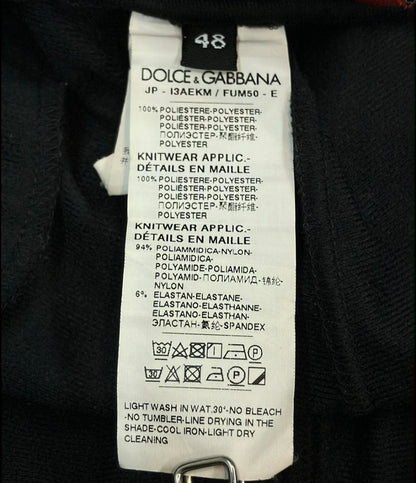 48
DOLCE & GABBANA
JP - I3AEKM / FUM50 - E
100% POLIESTERE-POLYESTER-
POLIÉSTER-POLYESTER-
ПОЛИЭСТЕР-聚酯纤维-
POLYESTER
KNITWEAR APPLIC.-
DÉTAILS EN MAILLE
100% POLIESTERE-POLYESTER-
POLIÉSTER-POLYESTER-
ПОЛИЭСТЕР-聚酯纤维-
POLYESTER
KNITWEAR APPLIC.-
DÉTAILS EN MAILLE
94% POLIAMMIDICA-NYLON-
POLIAMIDICA-
POLYAMIDE-POLIAMIDA-
POLYAMID-ПОЛИАМИД-锦纶-
NYLON
6% ELASTAN-ELASTANE-
ELASTANO-ELASTHANNE-
ELASTANO-ELASTHAN-
ЭЛАСТАН-氨纶-SPANDEX
30 P
30 P
LIGHT WASH IN WAT.30°-NO BLEACH
-NO TUMBLER-LINE DRYING IN THE
SHADE-COOL IRON-LIGHT DRY
CLEANING